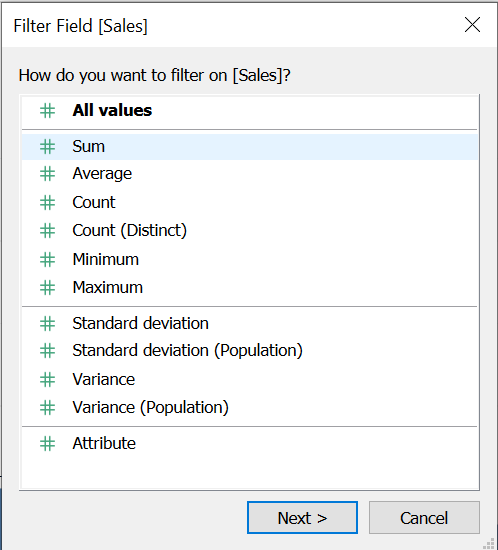 Filter Field [Sales]
How do you want to filter on [Sales]?
All values
Sum
Average
Count
Count (Distinct)
Minimum
Maximum
Standard deviation
Standard deviation (Population)
Variance
Variance (Population)
Attribute
Next >
Cancel